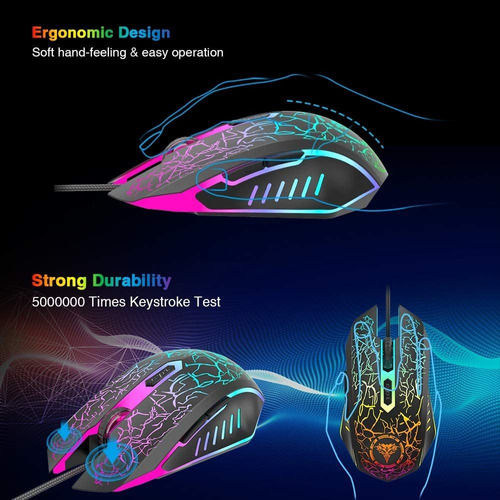 Ergonomic Design
Soft hand-feeling & easy operation
Strong Durability
5000000 Times Keystroke Test